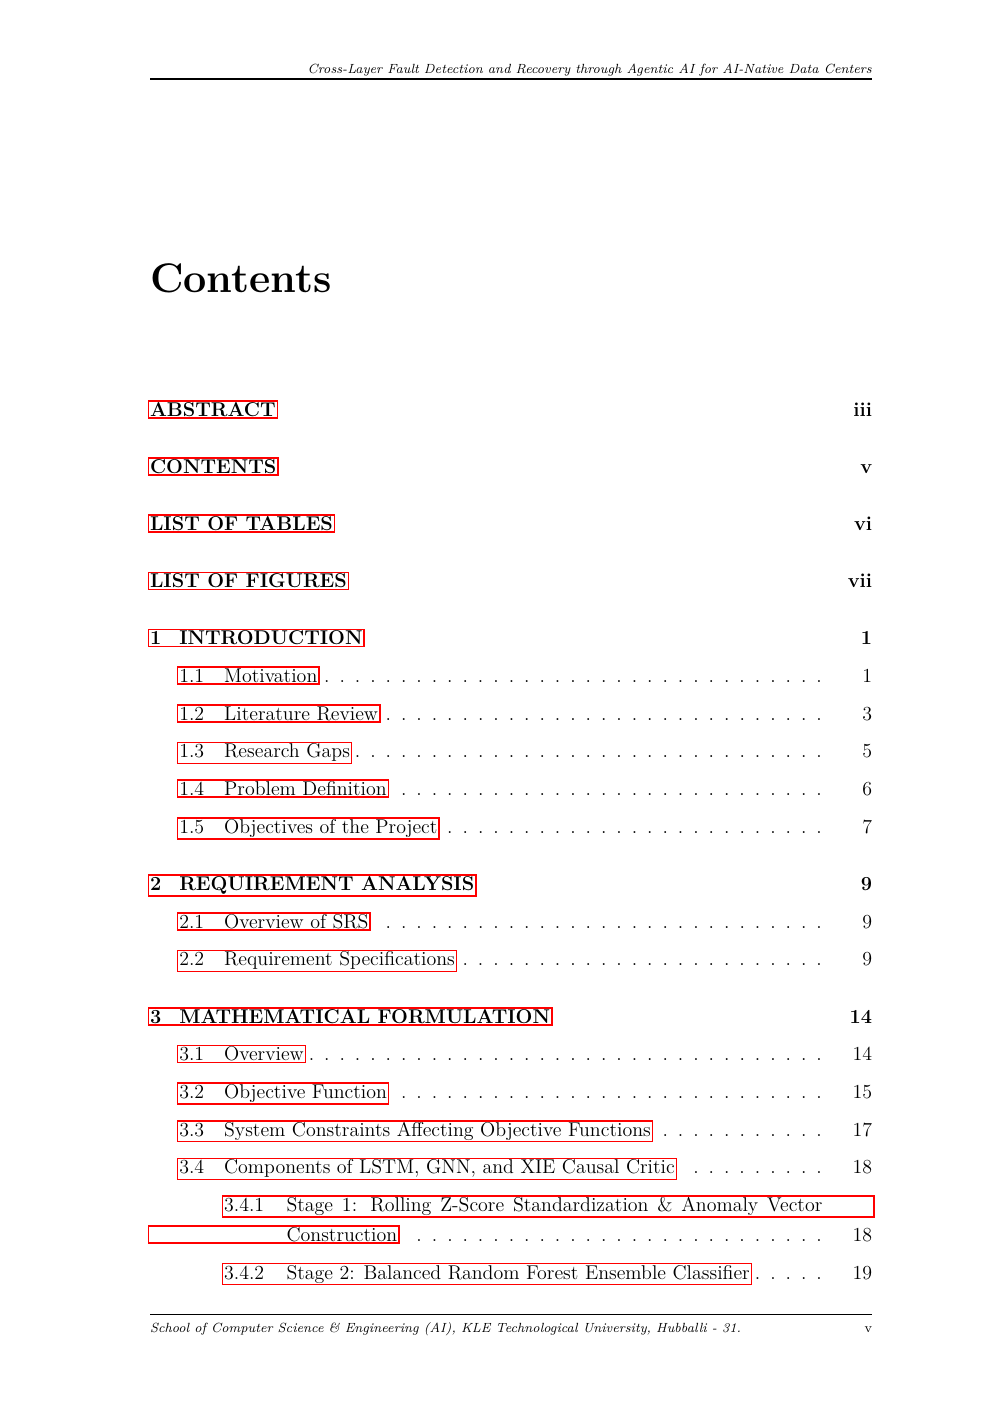 Cross-Layer Fault Detection and Recovery through Agentic AI for AI-Native Data Centers
Contents
ABSTRACT iii
CONTENTS v
LIST OF TABLES vi
LIST OF FIGURES vii
1 INTRODUCTION 1
1.1 Motivation . . . . . . . . . . . . . . . . . . . . . . . . . . . . . . . . . 1
1.2 Literature Review . . . . . . . . . . . . . . . . . . . . . . . . . . . . . 3
1.3 Research Gaps . . . . . . . . . . . . . . . . . . . . . . . . . . . . . . . 5
1.4 Problem Definition . . . . . . . . . . . . . . . . . . . . . . . . . . . . 6
1.5 Objectives of the Project . . . . . . . . . . . . . . . . . . . . . . . . . 7
2 REQUIREMENT ANALYSIS 9
2.1 Overview of SRS . . . . . . . . . . . . . . . . . . . . . . . . . . . . . 9
2.2 Requirement Specifications . . . . . . . . . . . . . . . . . . . . . . . . 9
3 MATHEMATICAL FORMULATION 14
3.1 Overview . . . . . . . . . . . . . . . . . . . . . . . . . . . . . . . . . . 14
3.2 Objective Function . . . . . . . . . . . . . . . . . . . . . . . . . . . . 15
3.3 System Constraints Affecting Objective Functions . . . . . . . . . . . 17
3.4 Components of LSTM, GNN, and XIE Causal Critic . . . . . . . . . 18
3.4.1 Stage 1: Rolling Z-Score Standardization & Anomaly Vector
Construction . . . . . . . . . . . . . . . . . . . . . . . . . . . 18
3.4.2 Stage 2: Balanced Random Forest Ensemble Classifier . . . . . 19
School of Computer Science & Engineering (AI), KLE Technological University, Hubballi - 31. v